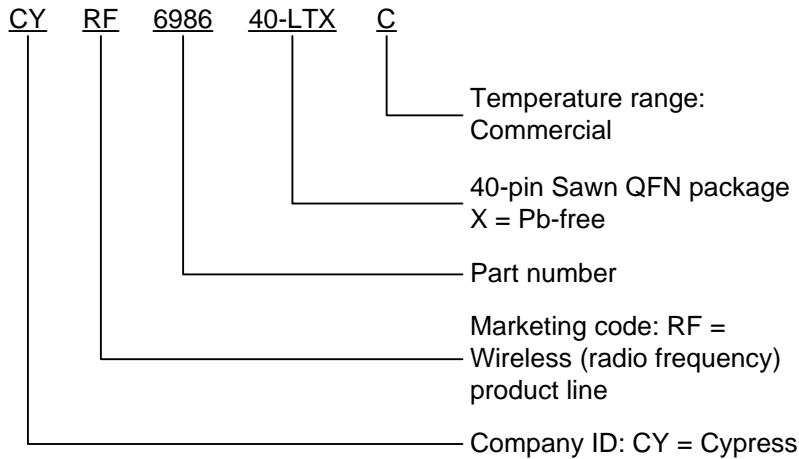 CY RF 6986 40-LTX C
Temperature range:
Commercial
40-pin Sawn QFN package
X = Pb-free
Part number
Marketing code: RF =
Wireless (radio frequency)
product line
Company ID: CY = Cypress